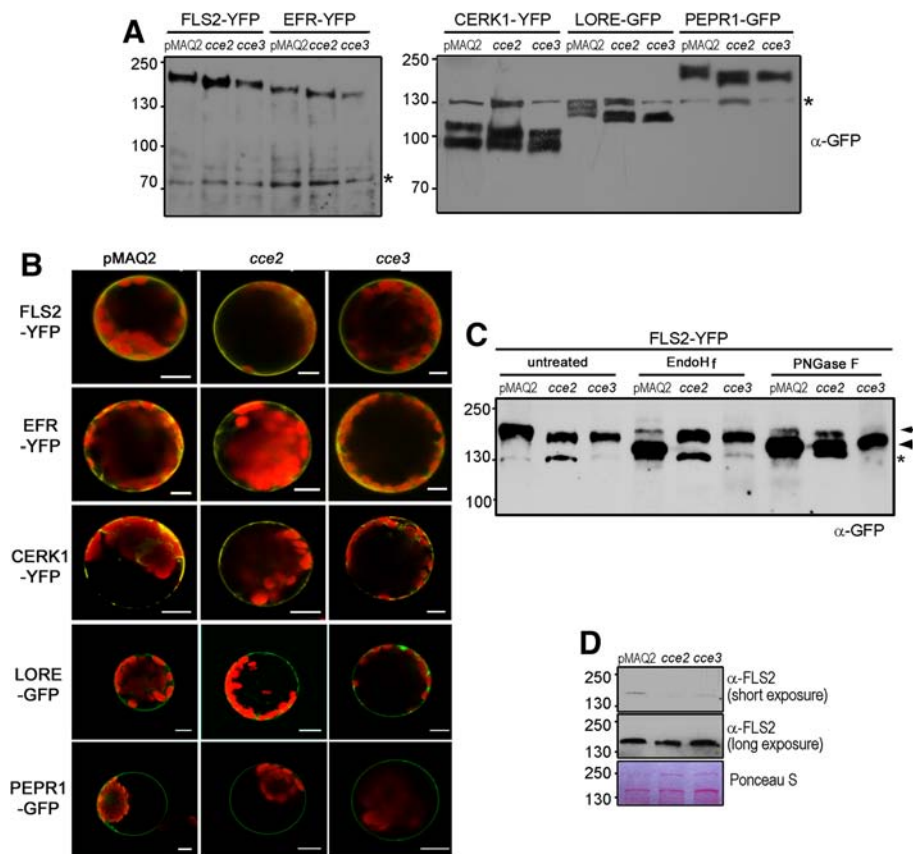 A
FLS2-YFP EFR-YFP
pMAQ2 cce2 cce3 pMAQ2 cce2 cce3
250
130
100
70
*
CERK1-YFP LORE-GFP PEPR1-GFP
pMAQ2 cce2 cce3 pMAQ2 cce2 cce3 pMAQ2 cce2 cce3
250
130
100
70
*
α-GFP
B
pMAQ2 cce2 cce3
FLS2
-YFP
EFR
-YFP
CERK1
-YFP
LORE
-GFP
PEPR1
-GFP
C
FLS2-YFP
untreated EndoHf PNGase F
pMAQ2 cce2 cce3 pMAQ2 cce2 cce3 pMAQ2 cce2 cce3
250
130
100
*
α-GFP
D
pMAQ2 cce2 cce3
250
130
α-FLS2
(short exposure)
250
130
α-FLS2
(long exposure)
250
130
Ponceau S